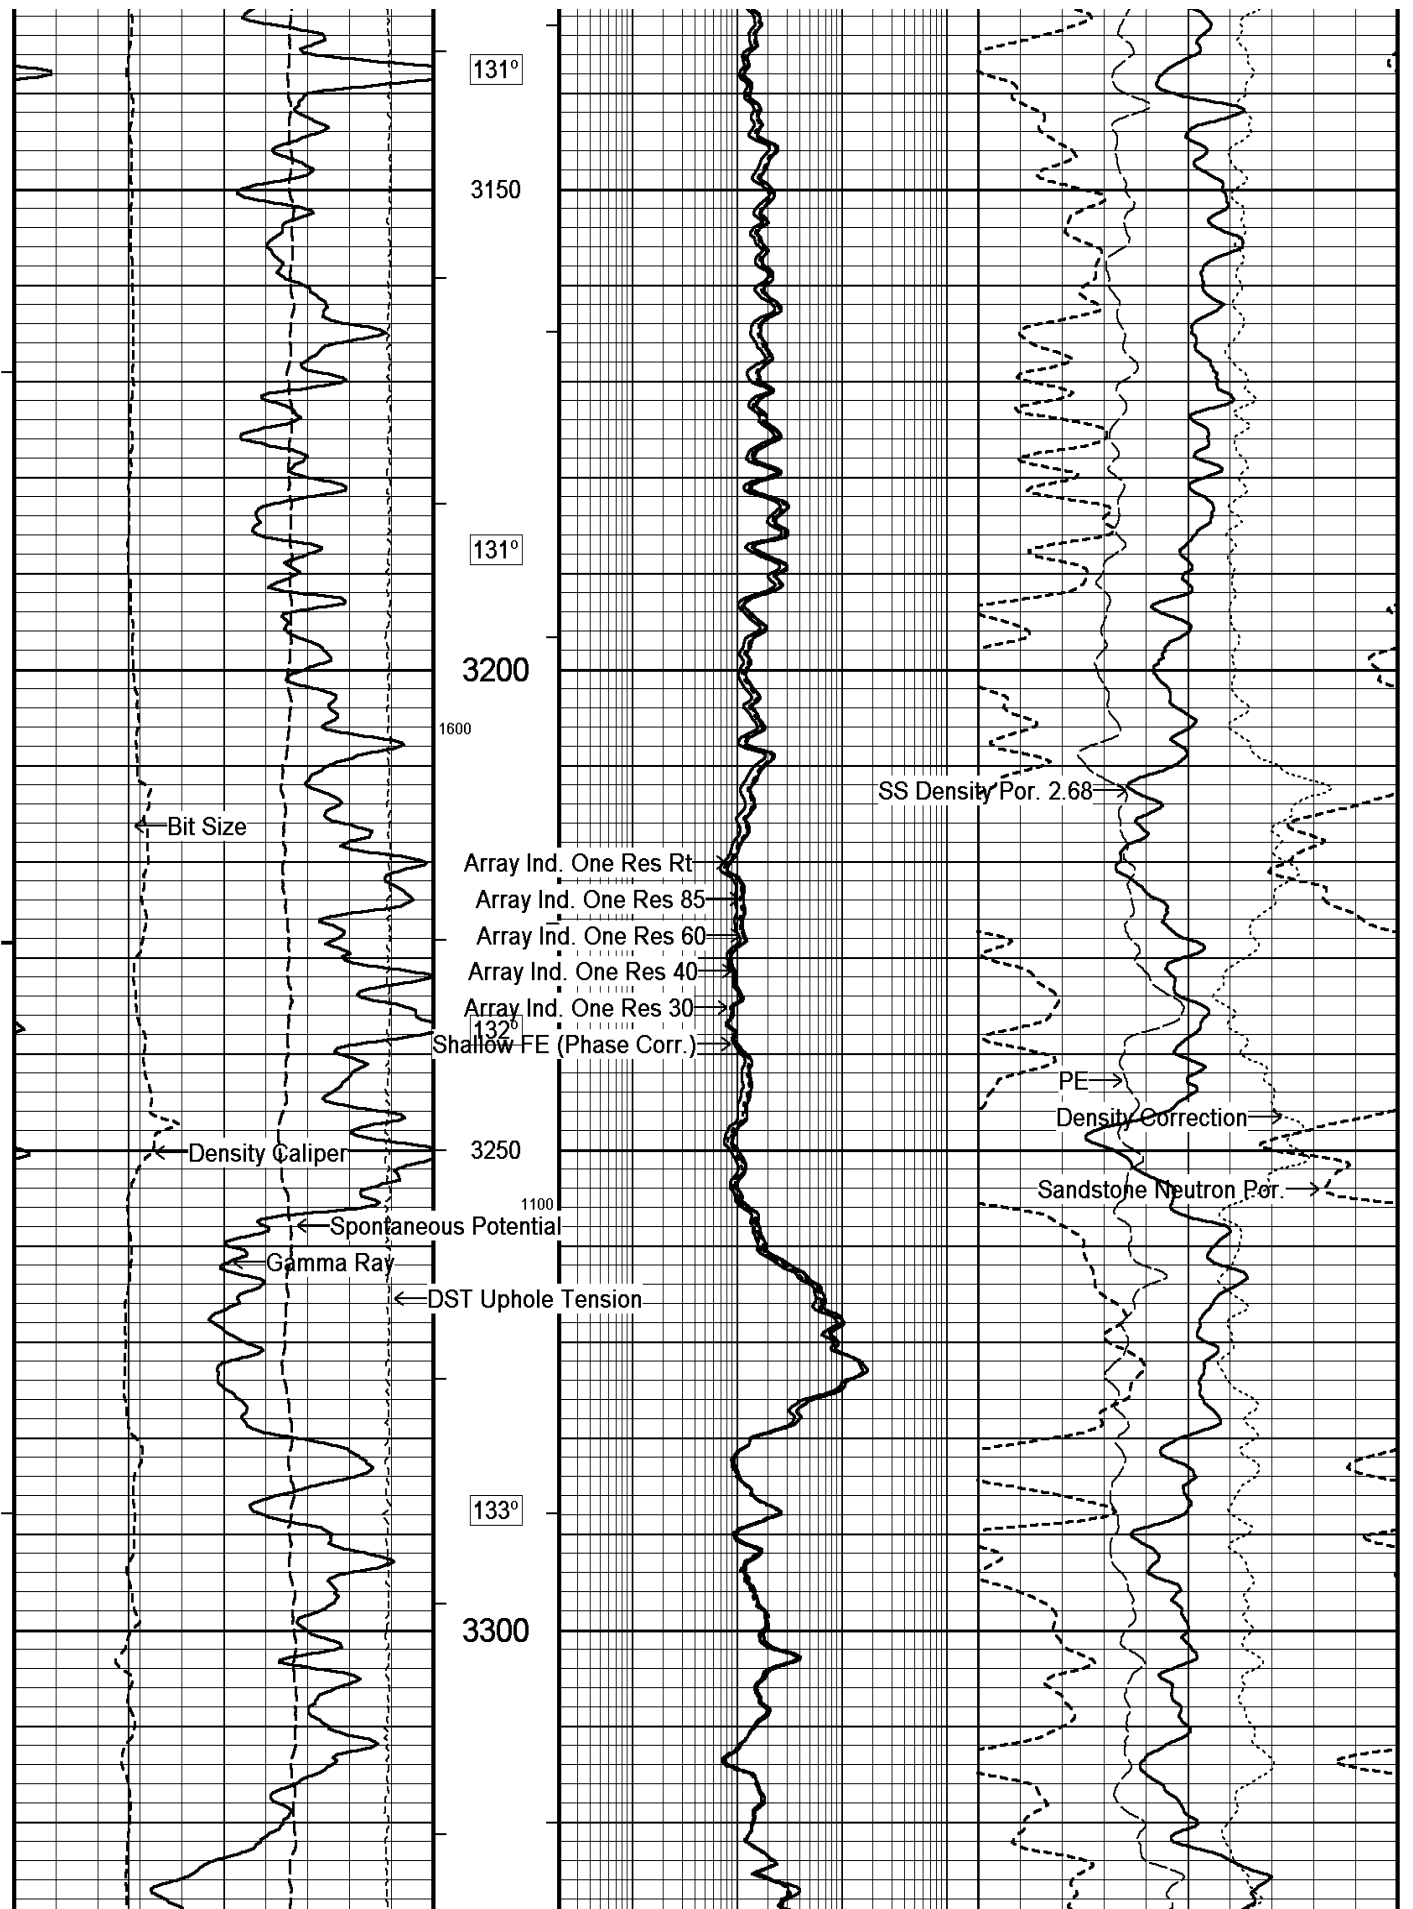 131°
3150
131°
3200
1600
SS Density Por. 2.68
Bit Size
Array Ind. One Res Rt
Array Ind. One Res 85
Array Ind. One Res 60
Array Ind. One Res 40
Array Ind. One Res 30
132°
Shallow FE (Phase Corr.)
PE
Density Correction
3250
Density Caliper
Sandstone Neutron Por.
1100
Spontaneous Potential
Gamma Ray
DST Uphole Tension
133°
3300